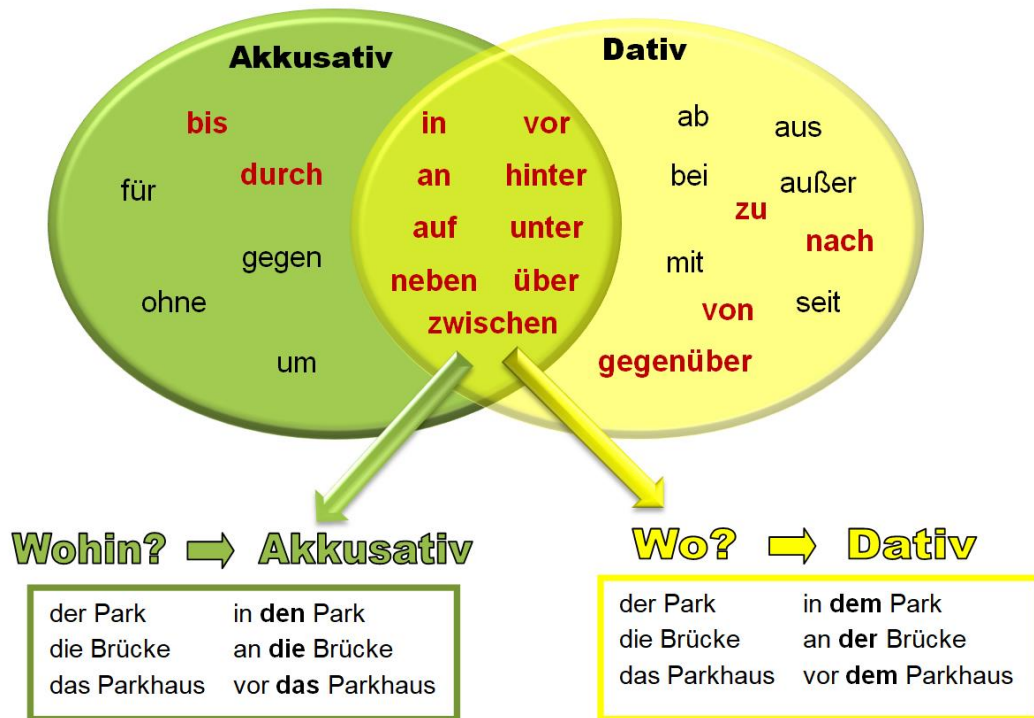 Akkusativ
Dativ
bis
durch
für
gegen
ohne
um
in vor
an hinter
auf unter
neben über
zwischen
ab
aus
bei
außer
zu
nach
mit
von
seit
gegenüber
Wohin? Akkusativ
der Park in den Park
die Brücke an die Brücke
das Parkhaus vor das Parkhaus
Wo? Dativ
der Park in dem Park
die Brücke an der Brücke
das Parkhaus vor dem Parkhaus